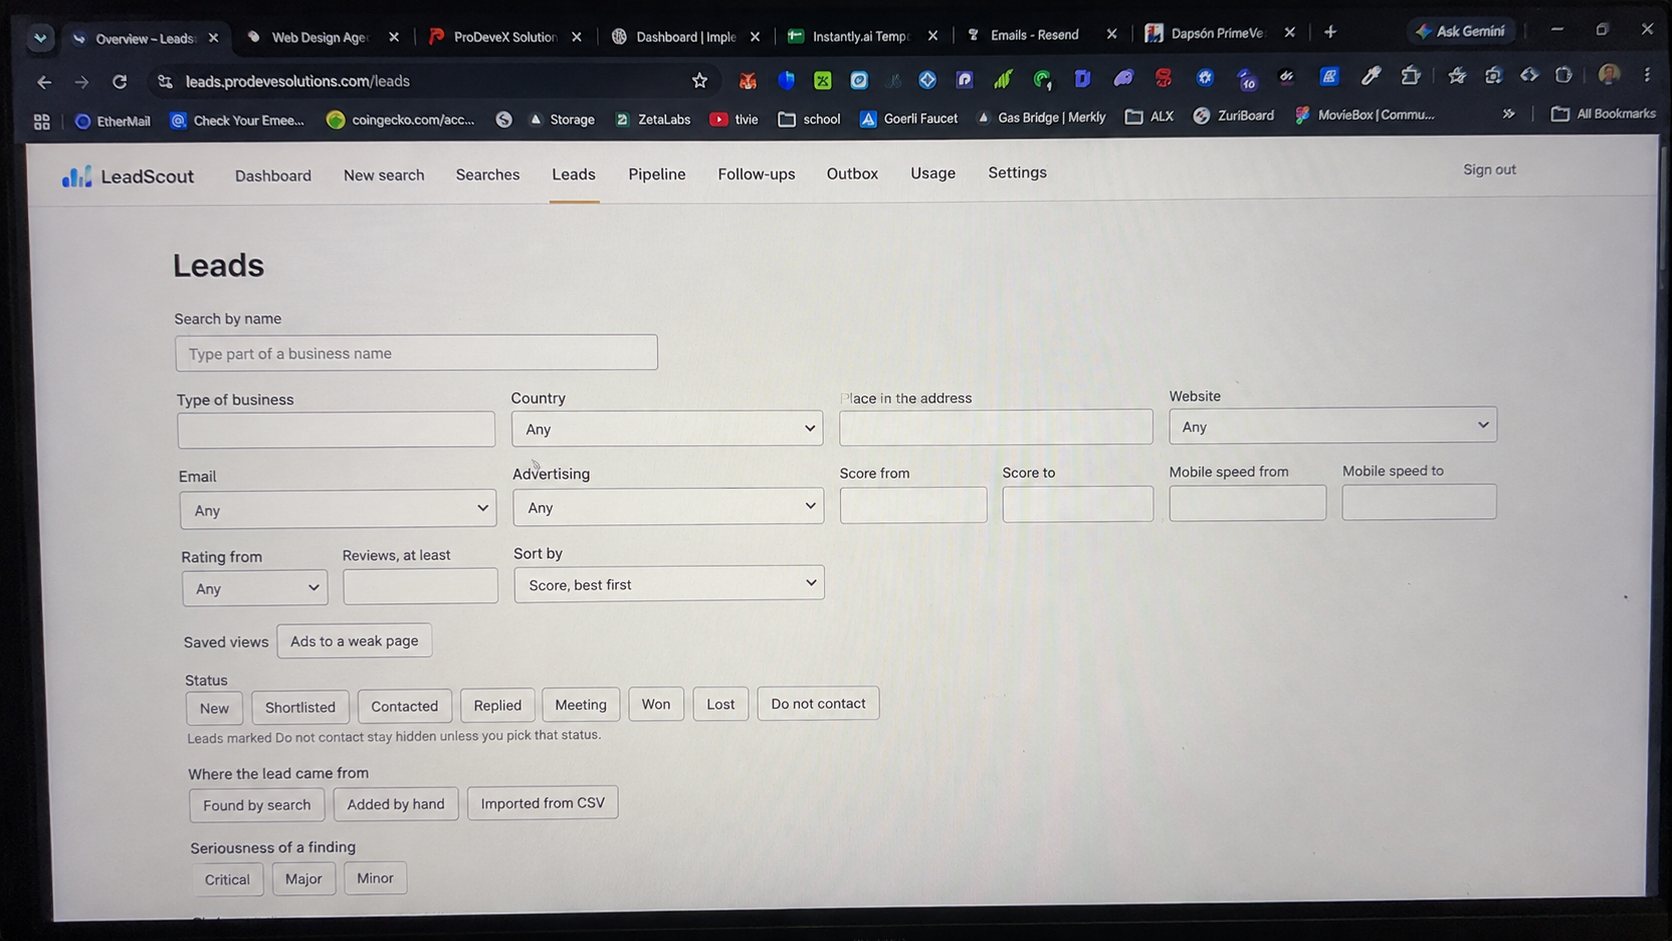 Overview – Leads
Web Design Age
ProDeveX Solution
Dashboard | Imple
Instantly.ai Temp
Emails - Resend
Dapsón PrimeVe
Ask Gemini
leads.prodevesolutions.com/leads
10
EtherMail
Check Your Emee...
coingecko.com/acc...
Storage
ZetaLabs
tivie
school
Goerli Faucet
Gas Bridge | Merkly
ALX
ZuriBoard
MovieBox | Commu...
All Bookmarks
LeadScout
Dashboard
New search
Searches
Leads
Pipeline
Follow-ups
Outbox
Usage
Settings
Sign out
Leads
Search by name
Type part of a business name
Type of business
Country
Place in the address
Website
Any
Any
Email
Advertising
Score from
Score to
Mobile speed from
Mobile speed to
Any
Any
Rating from
Reviews, at least
Sort by
Any
Score, best first
Saved views
Ads to a weak page
Status
New
Shortlisted
Contacted
Replied
Meeting
Won
Lost
Do not contact
Leads marked Do not contact stay hidden unless you pick that status.
Where the lead came from
Found by search
Added by hand
Imported from CSV
Seriousness of a finding
Critical
Major
Minor